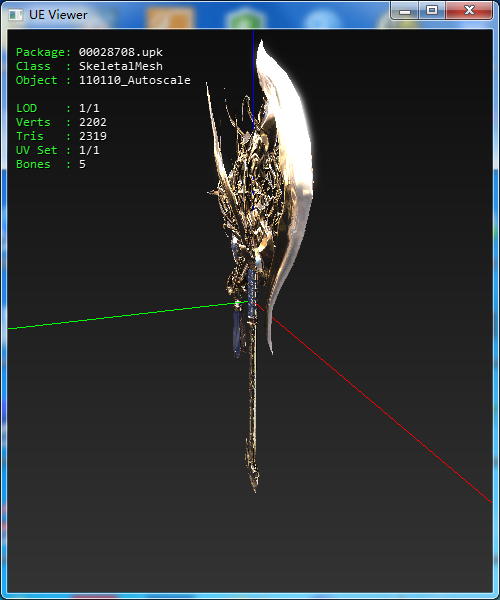 UE Viewer
Package: 00028708.upk
Class : SkeletalMesh
Object : 110110_Autoscale
LOD : 1/1
Verts : 2202
Tris : 2319
UV Set : 1/1
Bones : 5